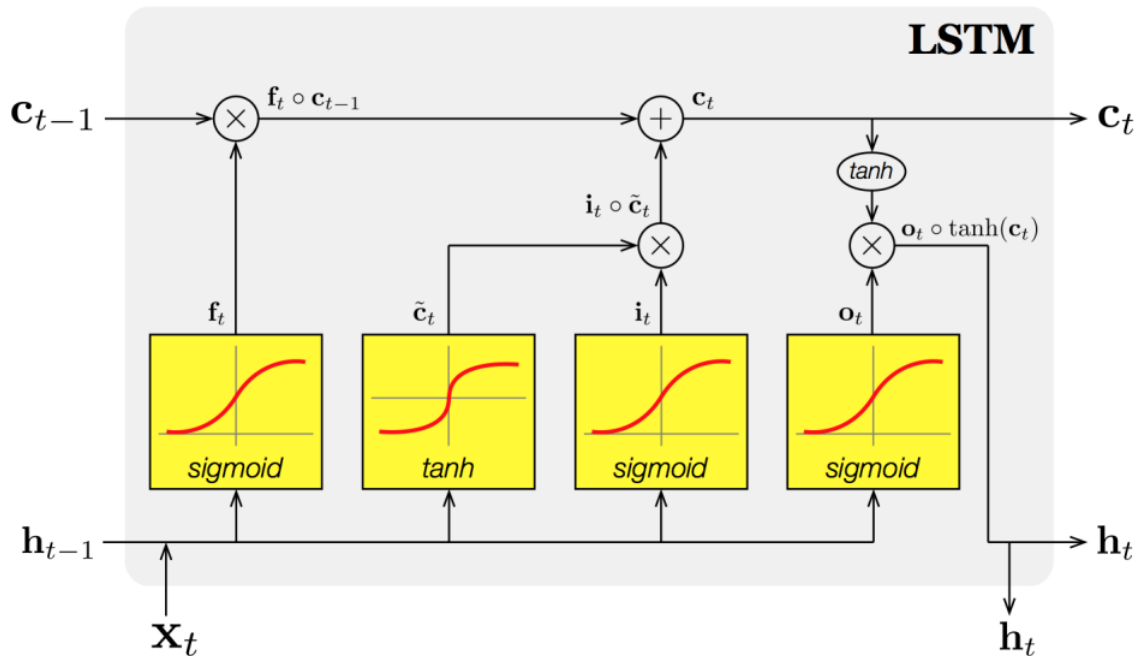 LSTM
c_{t−1}
f_t ∘ c_{t−1}
c_t
c_t
tanh
i_t ∘ c̃_t
o_t ∘ tanh(c_t)
f_t
c̃_t
i_t
o_t
sigmoid
tanh
sigmoid
sigmoid
h_{t−1}
h_t
x_t
h_t